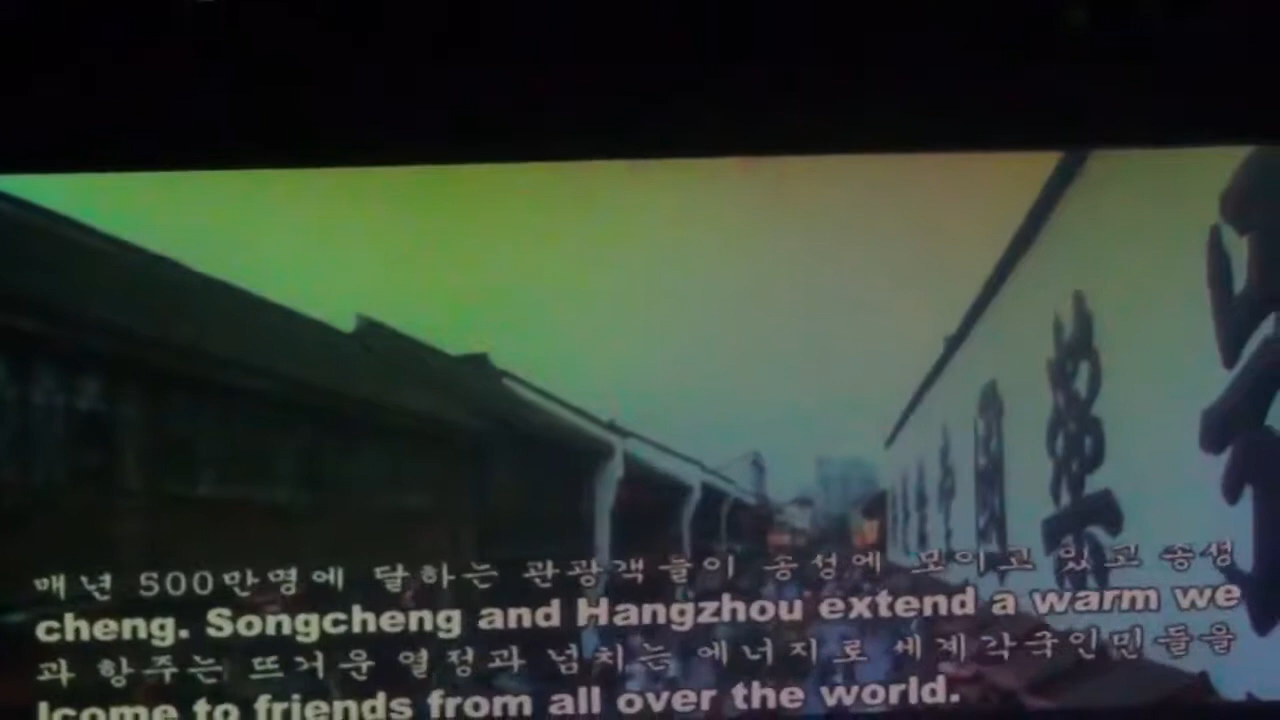 매년 500만명에 달하는 관광객들이 송성에 모이고 있고 송성
cheng. Songcheng and Hangzhou extend a warm we
과 항주는 뜨거운 열정과 넘치는 에너지로 세계각국인민들을
lcome to friends from all over the world.